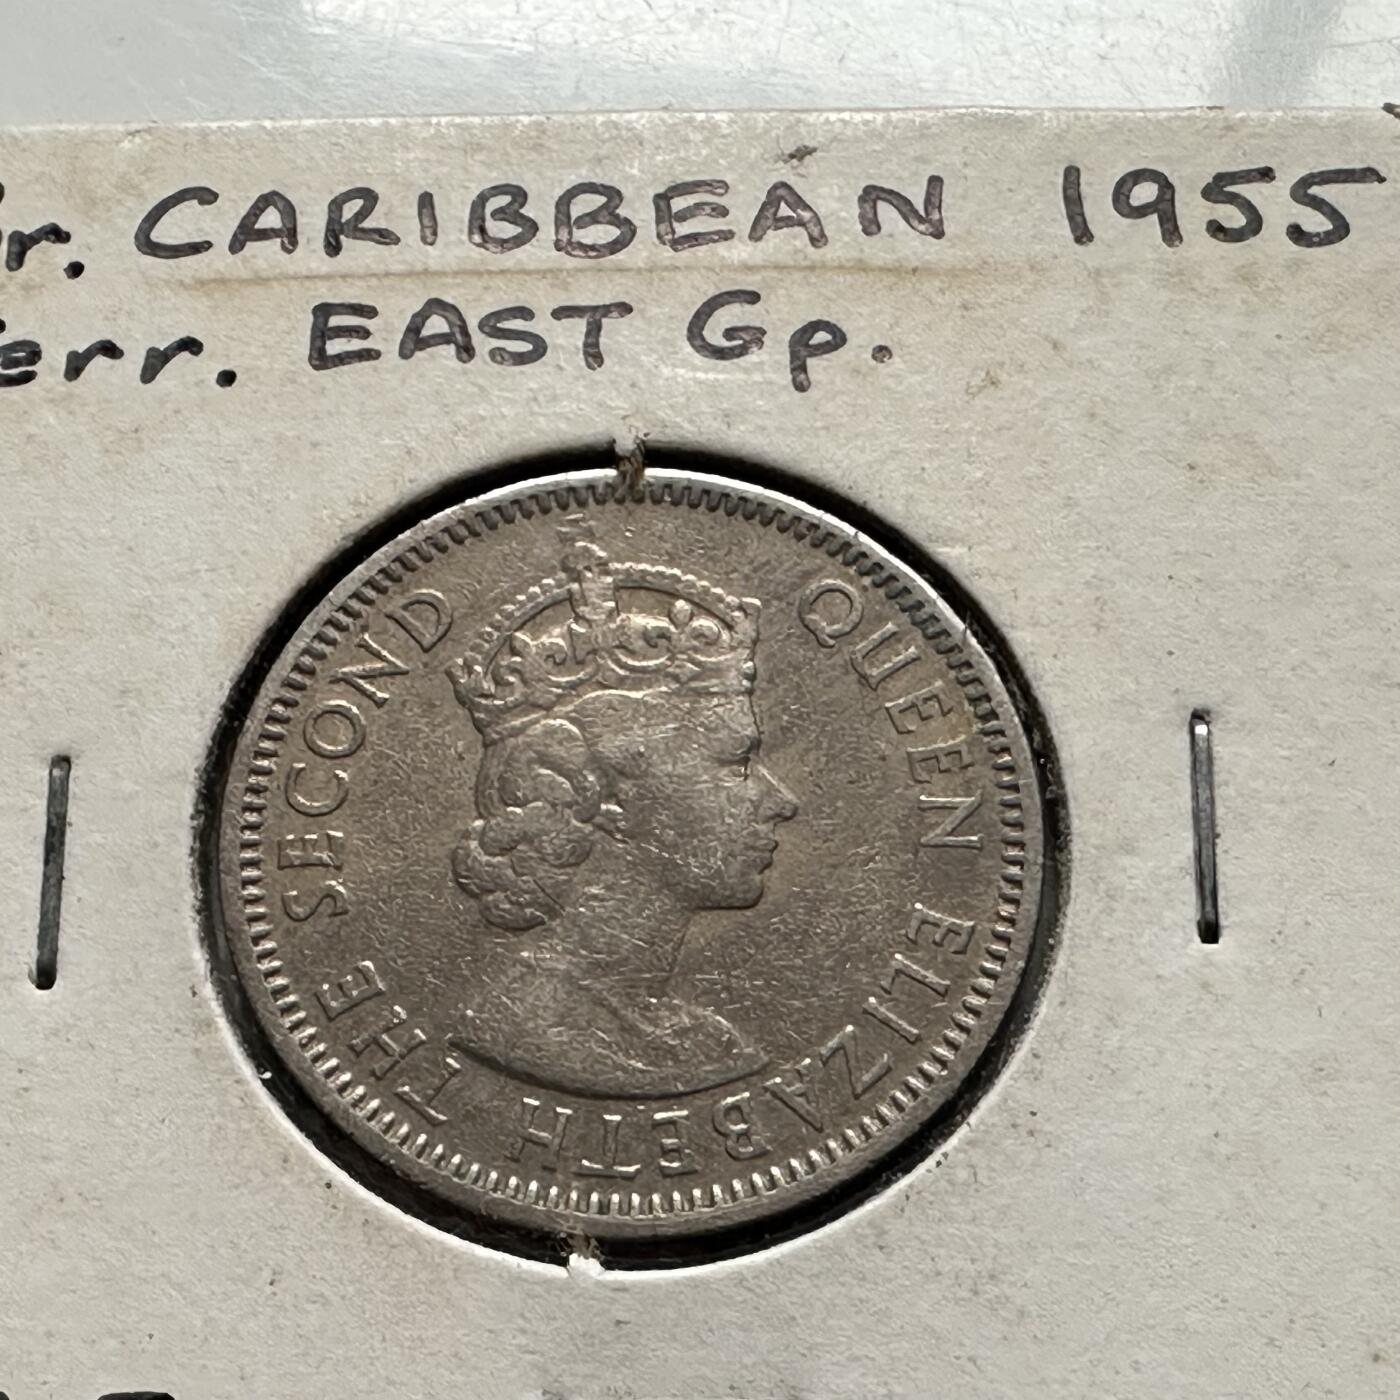 r. CARIBBEAN 1955
err. EAST Gp.
QUEEN ELIZABETH THE SECOND